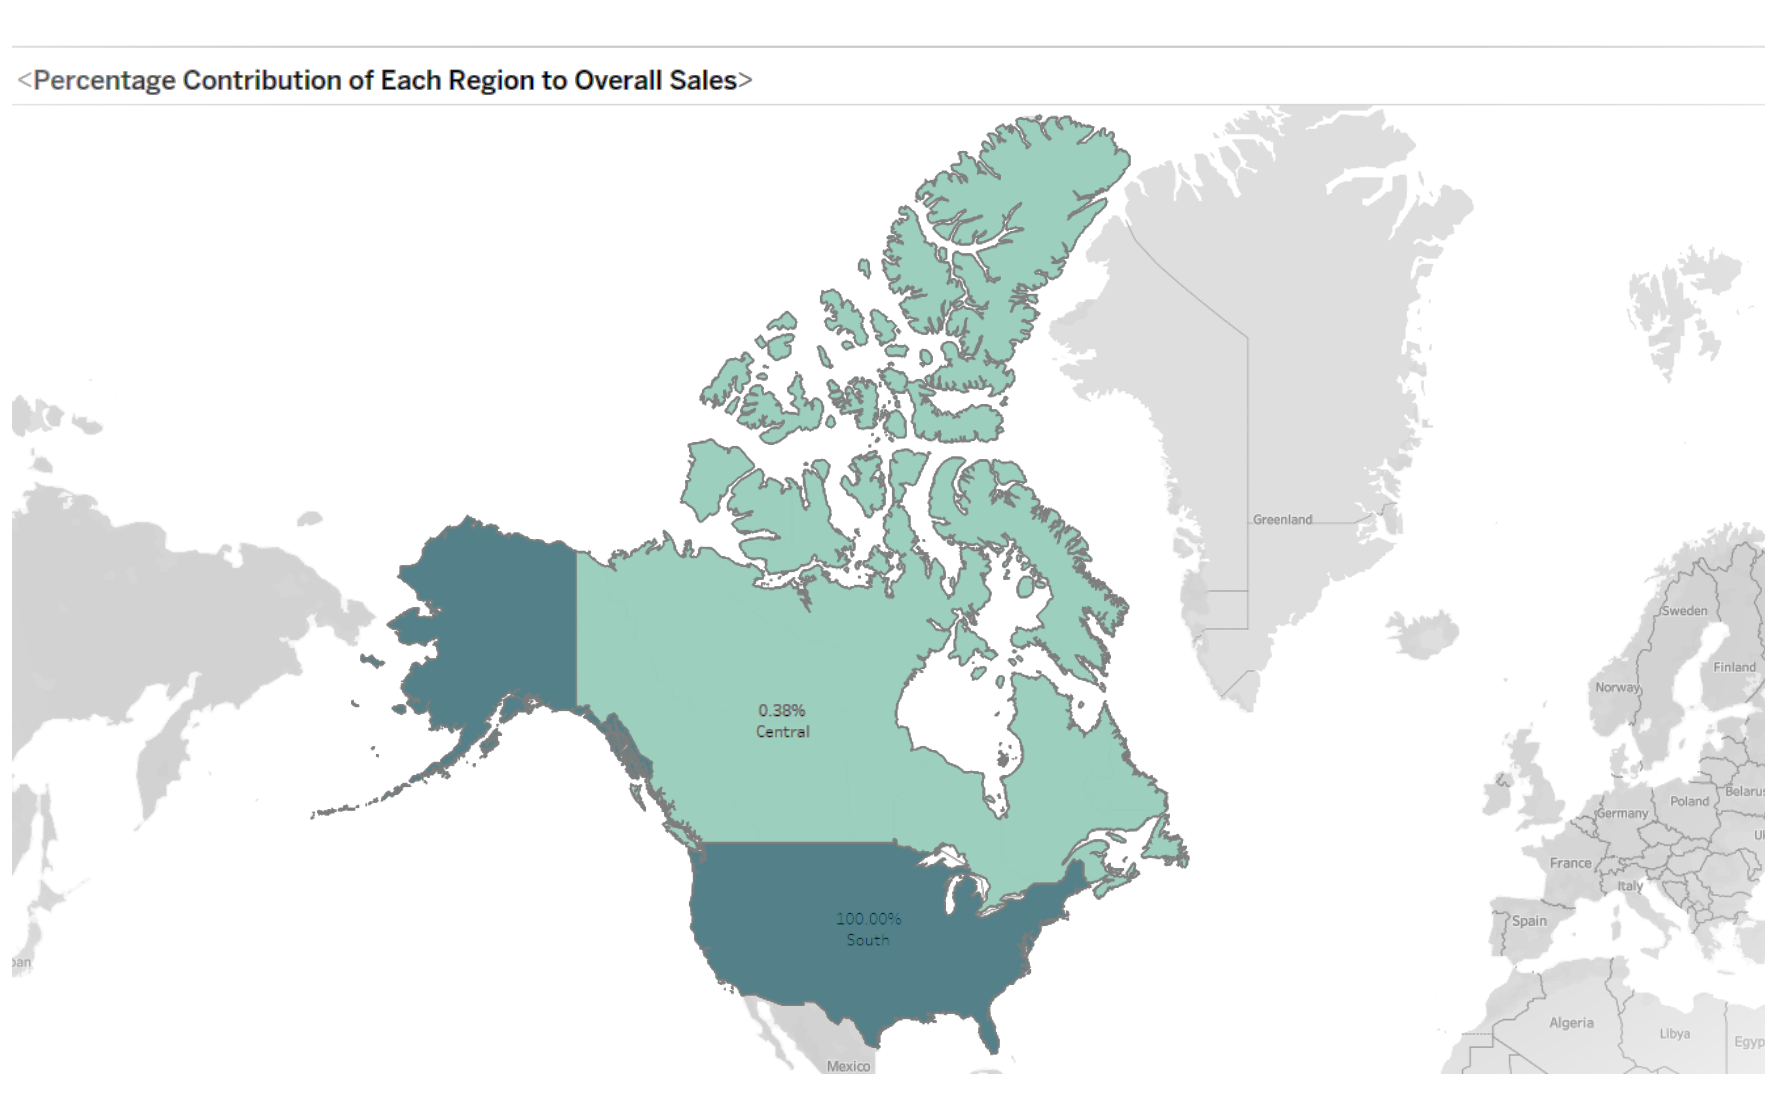 <Percentage Contribution of Each Region to Overall Sales>
Greenland
Sweden
Finland
Norway
0.38%
Central
Belarus
Poland
Germany
France
Italy
100.00%
South
Spain
Algeria
Libya
Mexico